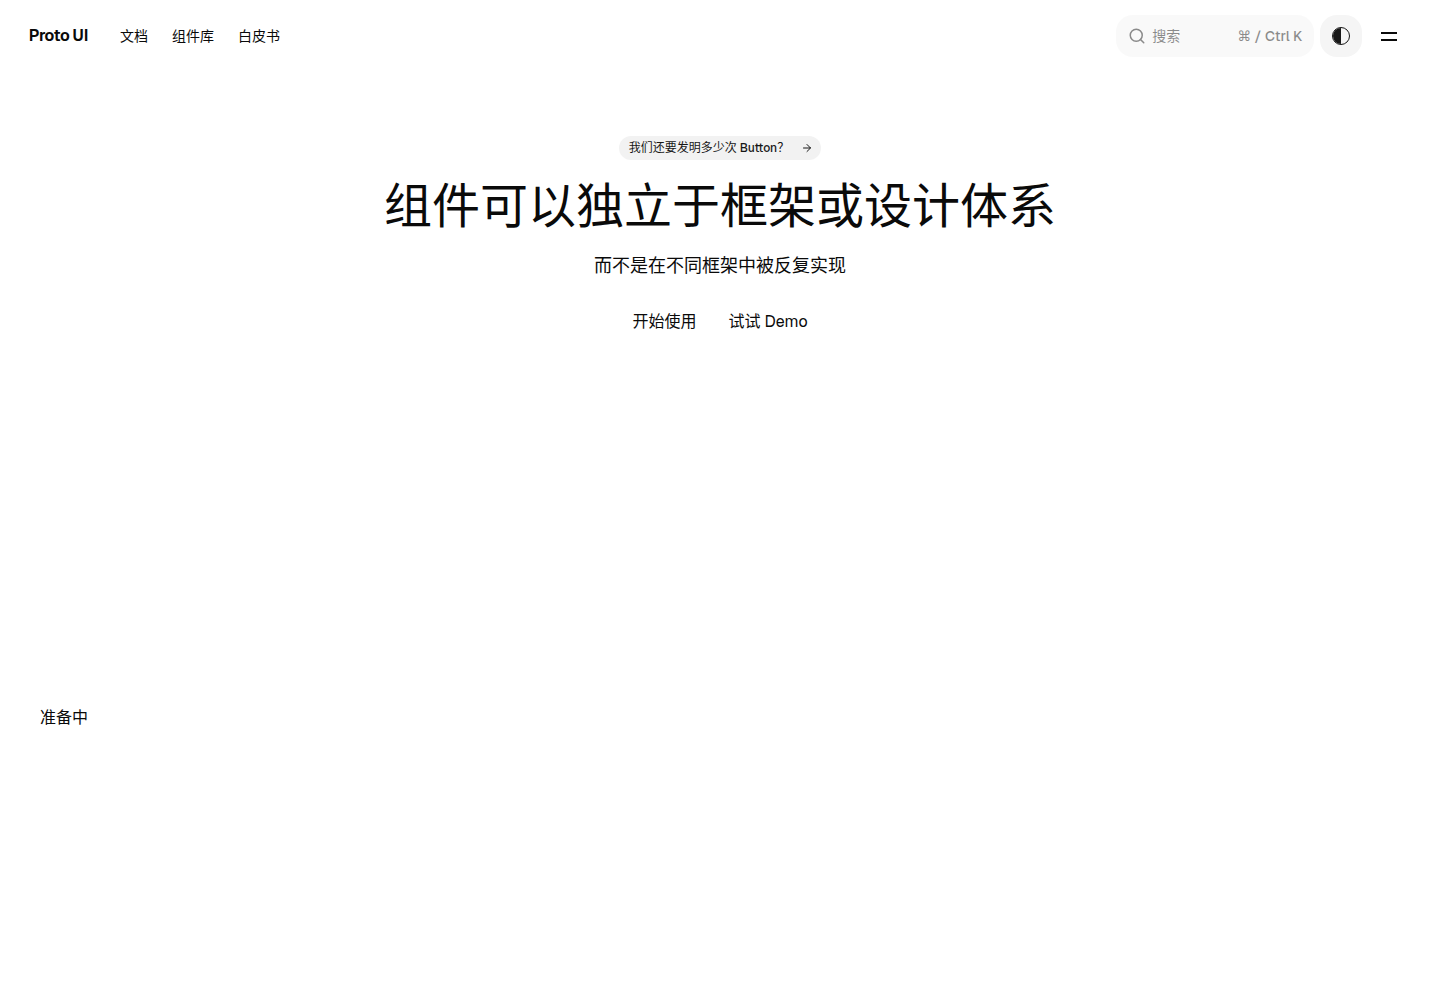 Proto UI 文档 组件库 白皮书 搜索 ⌘ / Ctrl K
我们还要发明多少次 Button？ →
组件可以独立于框架或设计体系
而不是在不同框架中被反复实现
开始使用 试试 Demo
准备中